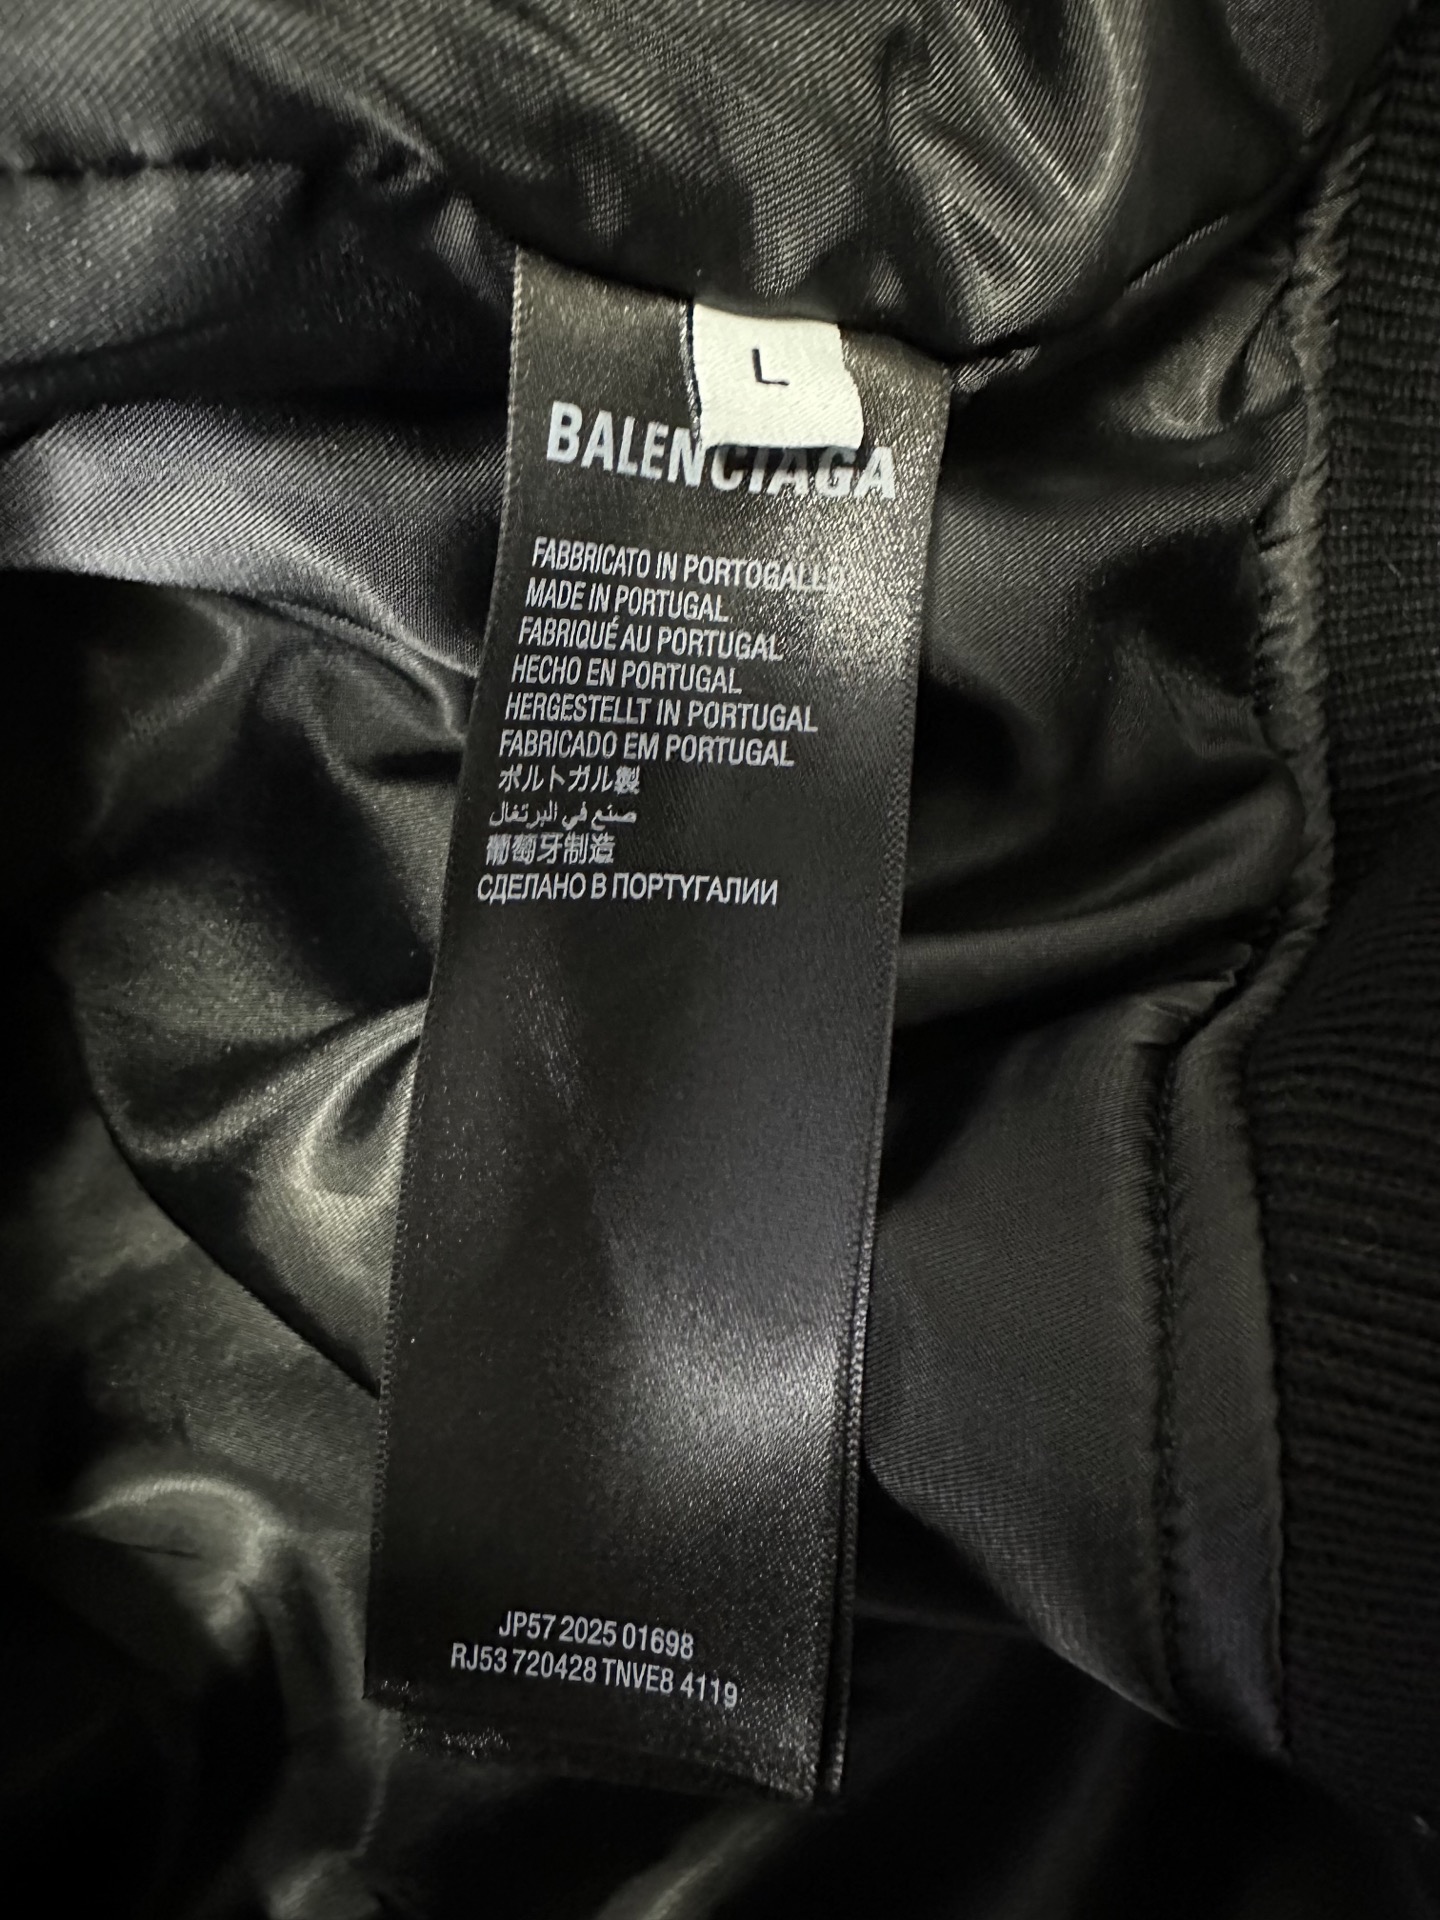 L
BALENCIAGA
FABBRICATO IN PORTOGALLO
MADE IN PORTUGAL
FABRIQUÉ AU PORTUGAL
HECHO EN PORTUGAL
HERGESTELLT IN PORTUGAL
FABRICADO EM PORTUGAL
ポルトガル製
صنع في البرتغال
葡萄牙制造
СДЕЛАНО В ПОРТУГАЛИИ
JP57 2025 01698
RJ53 720428 TNVE8 4119